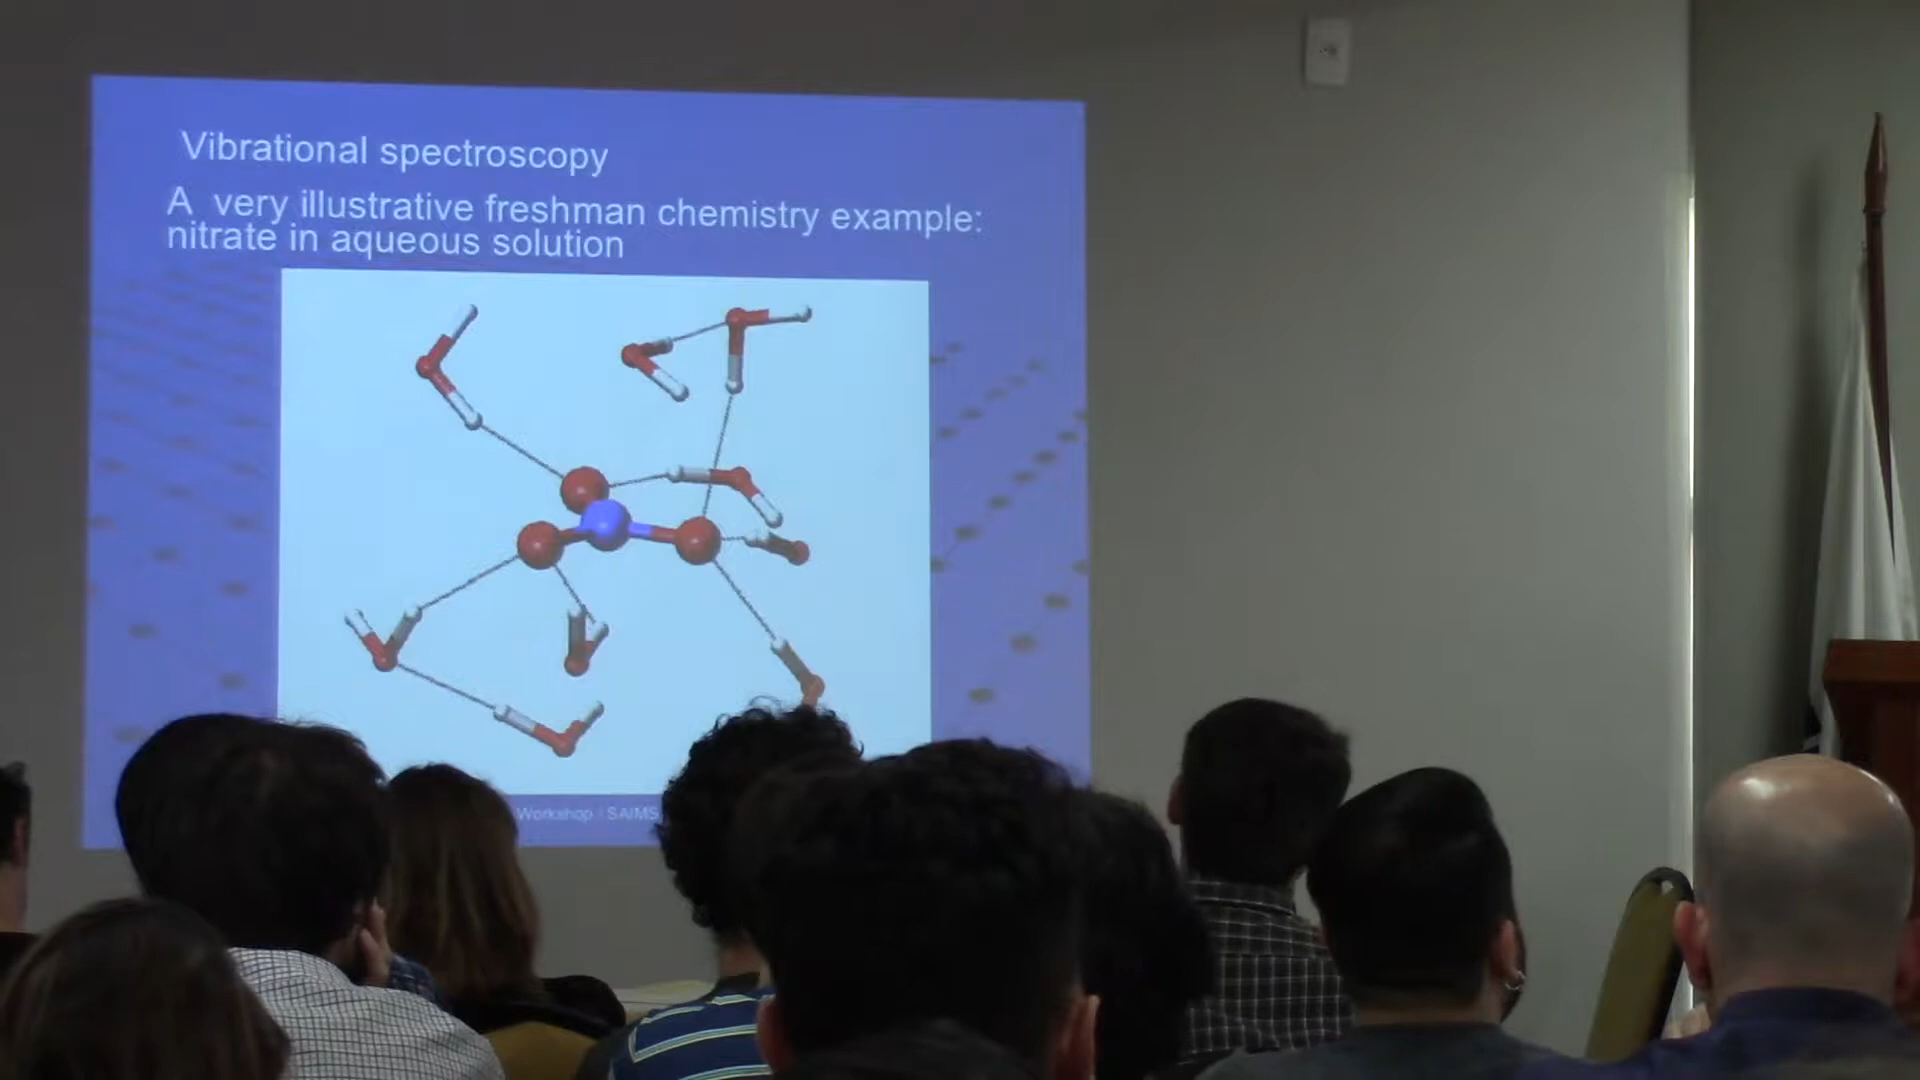 Vibrational spectroscopy
A very illustrative freshman chemistry example:
nitrate in aqueous solution
Workshop / SAIMS